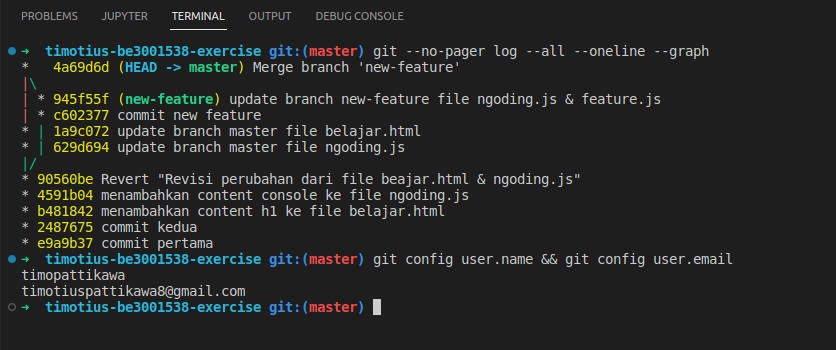 PROBLEMS JUPYTER TERMINAL OUTPUT DEBUG CONSOLE
➜ timotius-be3001538-exercise git:(master) git --no-pager log --all --oneline --graph
*   4a69d6d (HEAD -> master) Merge branch 'new-feature'
|\
| * 945f55f (new-feature) update branch new-feature file ngoding.js & feature.js
| * c602377 commit new feature
* | 1a9c072 update branch master file belajar.html
* | 629d694 update branch master file ngoding.js
|/
* 90560be Revert "Revisi perubahan dari file beajar.html & ngoding.js"
* 4591b04 menambahkan content console ke file ngoding.js
* b481842 menambahkan content h1 ke file belajar.html
* 2487675 commit kedua
* e9a9b37 commit pertama
➜ timotius-be3001538-exercise git:(master) git config user.name && git config user.email
timopattikawa
timotiuspattikawa8@gmail.com
➜ timotius-be3001538-exercise git:(master)